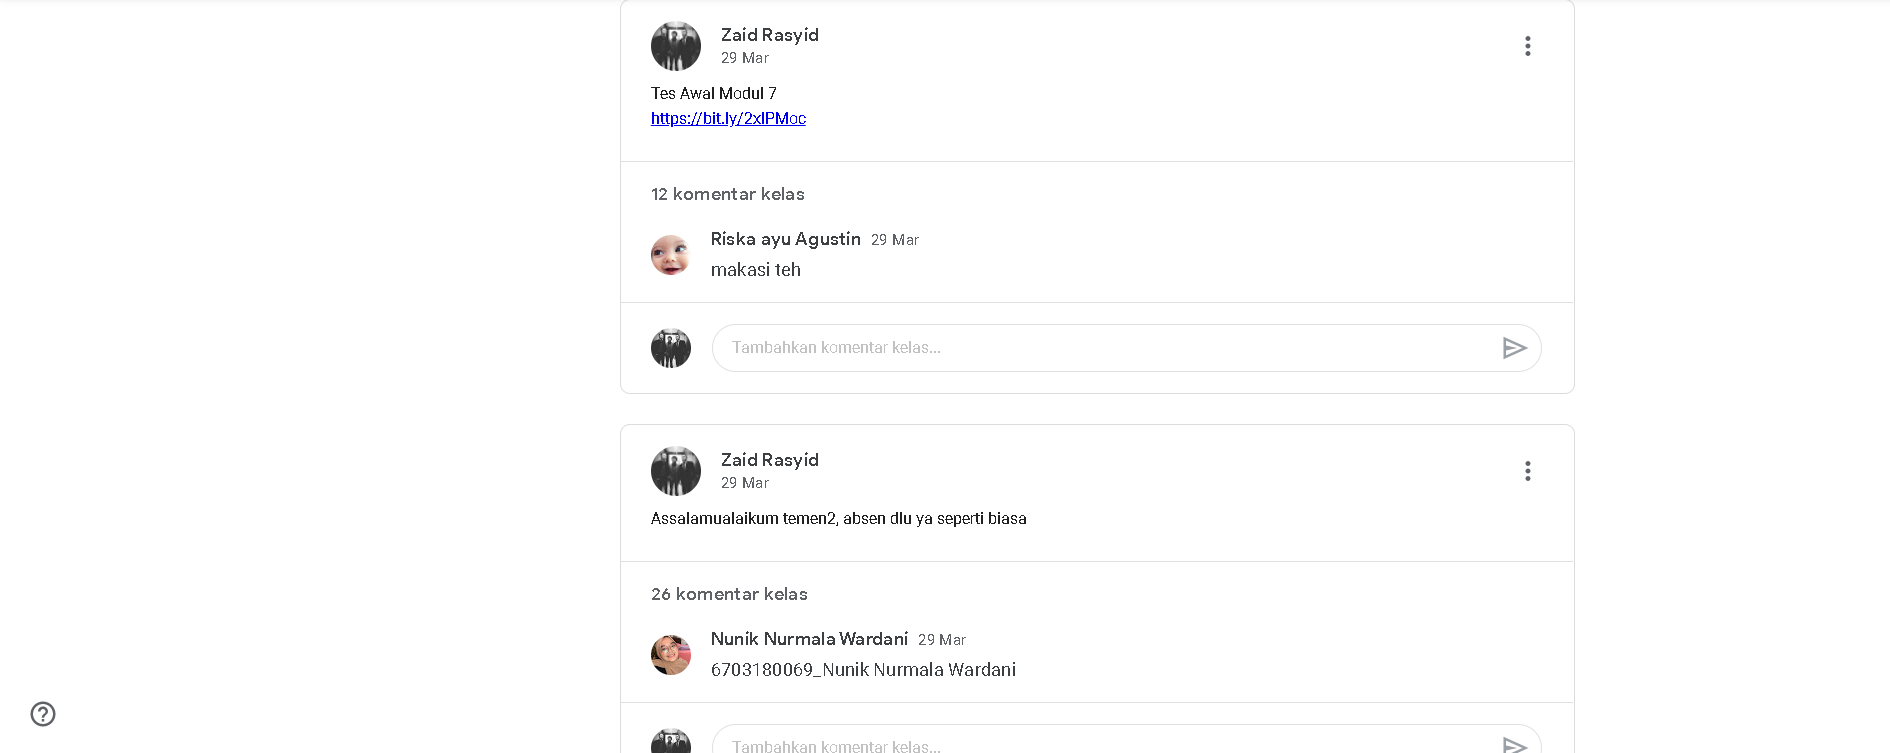 Zaid Rasyid
29 Mar
Tes Awal Modul 7
https://bit.ly/2xIPMoc
12 komentar kelas
Riska ayu Agustin 29 Mar
makasi teh
Tambahkan komentar kelas...
Zaid Rasyid
29 Mar
Assalamualaikum temen2, absen dlu ya seperti biasa
26 komentar kelas
Nunik Nurmala Wardani 29 Mar
6703180069_Nunik Nurmala Wardani
Tambahkan komentar kelas...